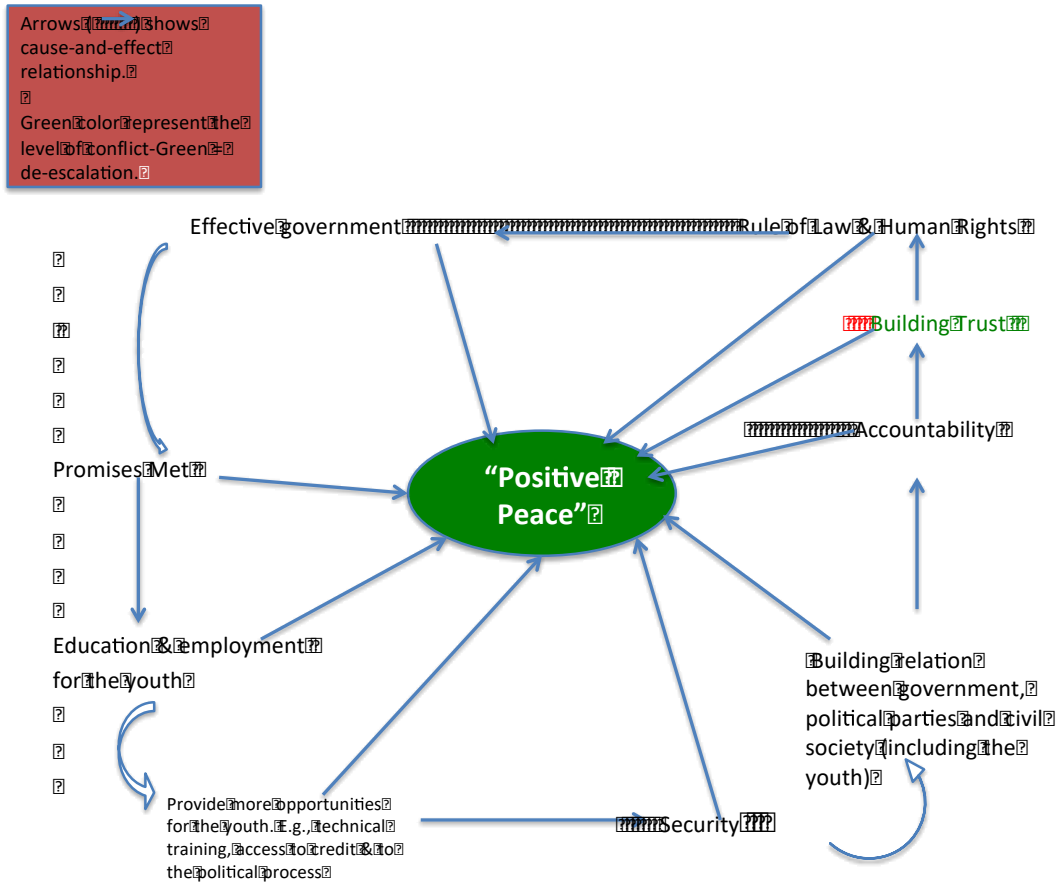 Arrows ( ) shows
cause-and-effect
relationship.
Green color represent the
level of conflict-Green =
de-escalation.
Effective government Rule of Law & Human Rights
Building Trust
Accountability
Promises Met
“Positive
Peace”
Education & employment
for the youth
Building relation
between government,
political parties and civil
society (including the
youth)
Provide more opportunities
for the youth. E.g., technical
training, access to credit & to
the political process
Security